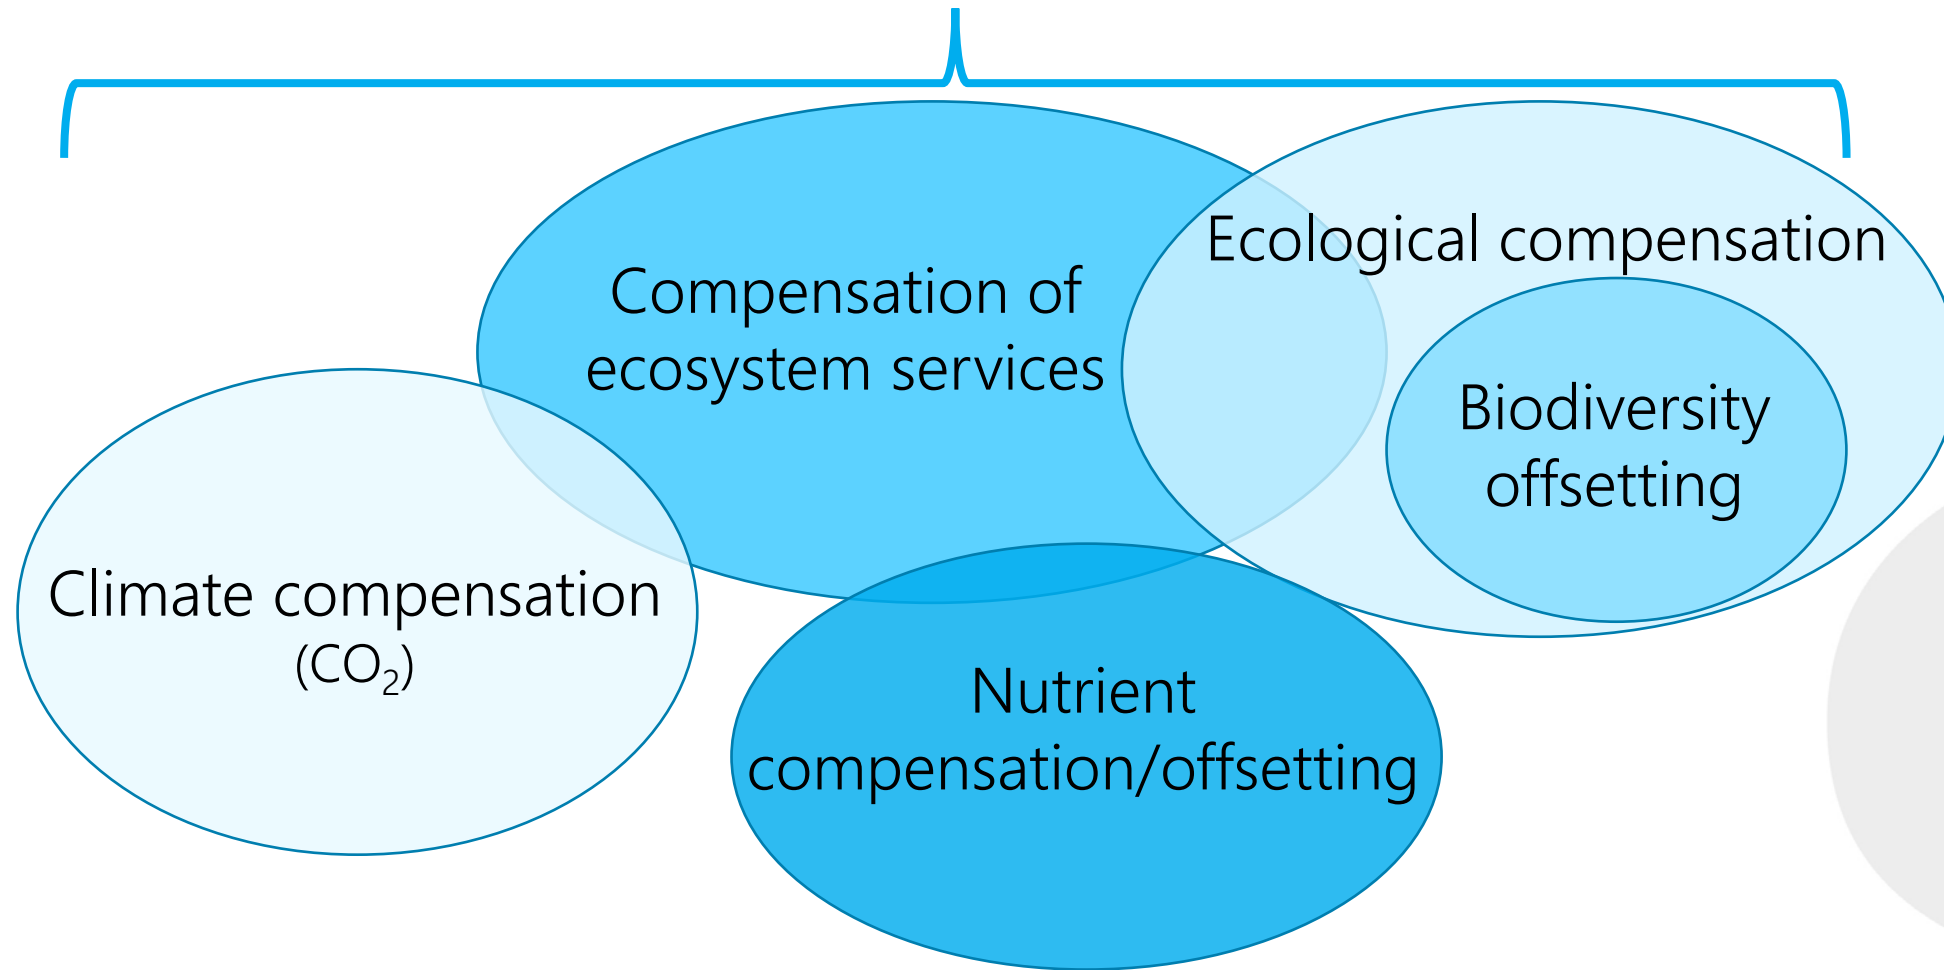 Compensation of
ecosystem services
Ecological compensation
Biodiversity
offsetting
Climate compensation
(CO₂)
Nutrient
compensation/offsetting